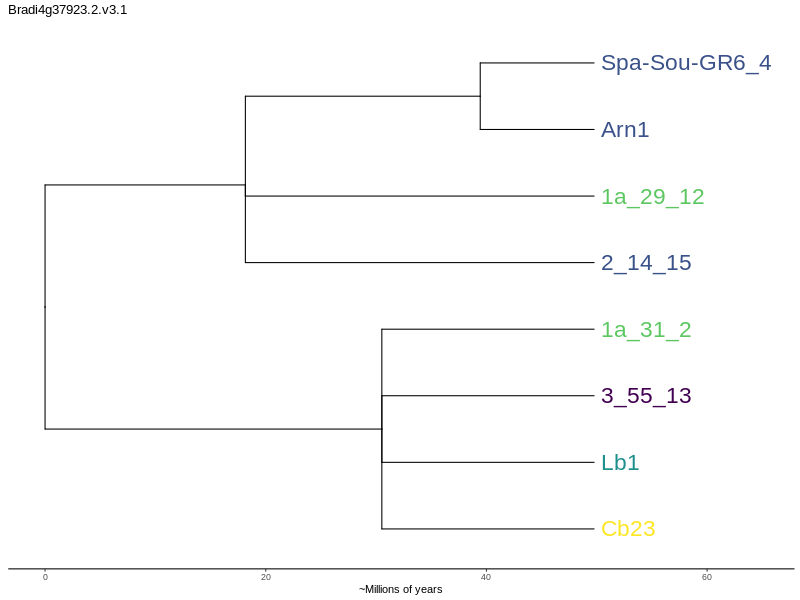 Bradi4g37923.2.v3.1
Spa-Sou-GR6_4
Arn1
1a_29_12
2_14_15
1a_31_2
3_55_13
Lb1
Cb23
0 20 40 60
~Millions of years